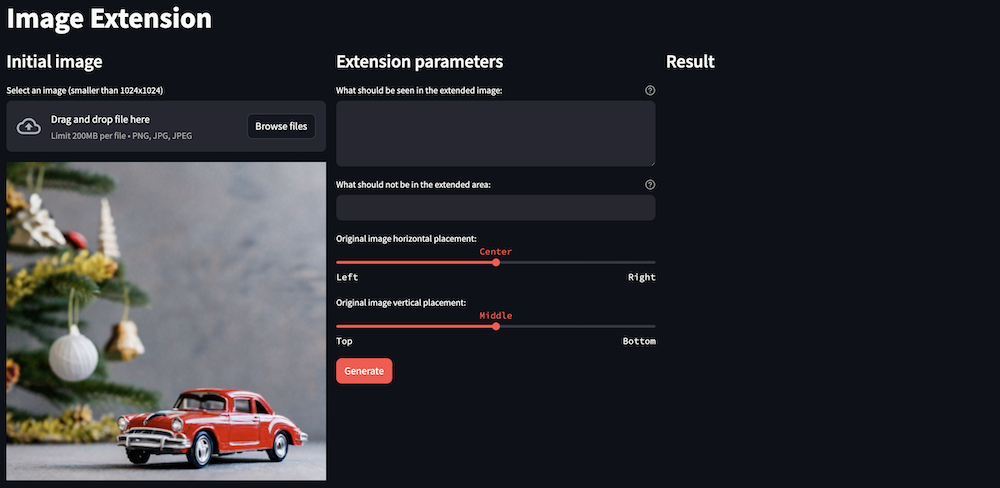 Image Extension
Initial image
Select an image (smaller than 1024x1024)
Drag and drop file here
Limit 200MB per file • PNG, JPG, JPEG
Browse files
Extension parameters
What should be seen in the extended image:
What should not be in the extended area:
Original image horizontal placement:
Center
Left Right
Original image vertical placement:
Middle
Top Bottom
Generate
Result